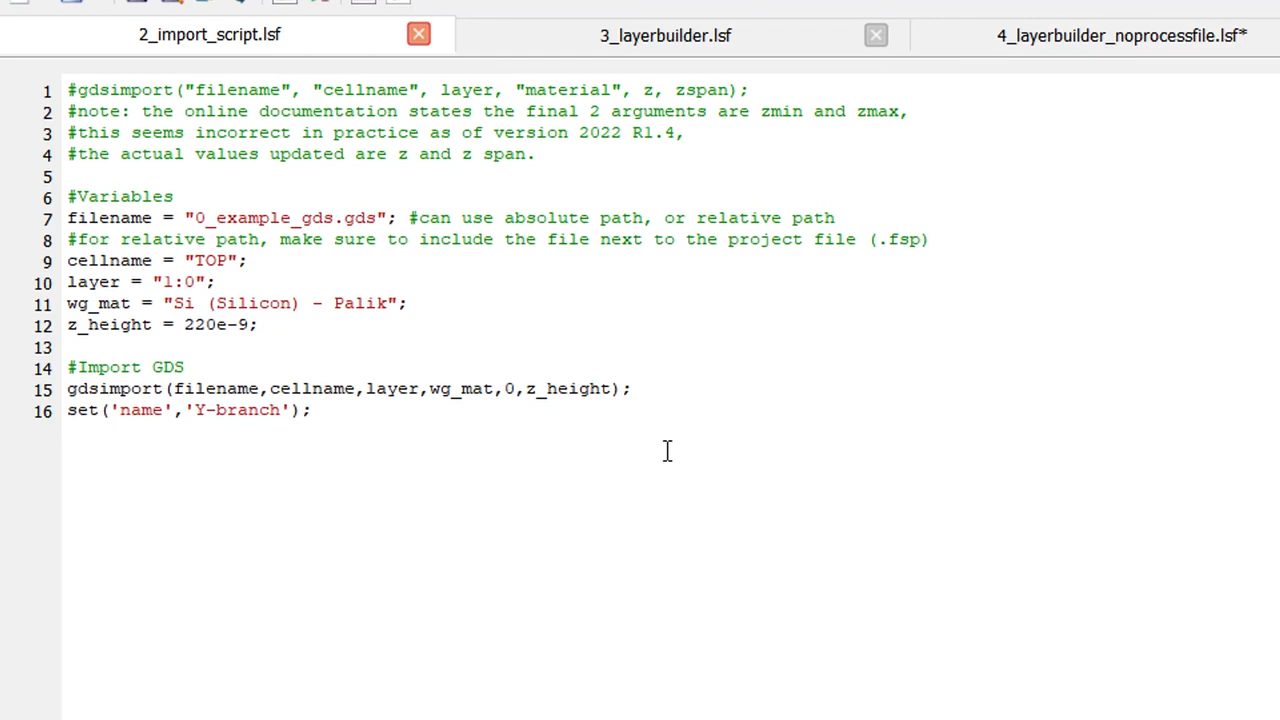 2_import_script.lsf
3_layerbuilder.lsf
4_layerbuilder_noprocessfile.lsf*
1 #gdsimport("filename", "cellname", layer, "material", z, zspan);
2 #note: the online documentation states the final 2 arguments are zmin and zmax,
3 #this seems incorrect in practice as of version 2022 R1.4,
4 #the actual values updated are z and z span.
5
6 #Variables
7 filename = "0_example_gds.gds"; #can use absolute path, or relative path
8 #for relative path, make sure to include the file next to the project file (.fsp)
9 cellname = "TOP";
10 layer = "1:0";
11 wg_mat = "Si (Silicon) - Palik";
12 z_height = 220e-9;
13
14 #Import GDS
15 gdsimport(filename,cellname,layer,wg_mat,0,z_height);
16 set('name','Y-branch');